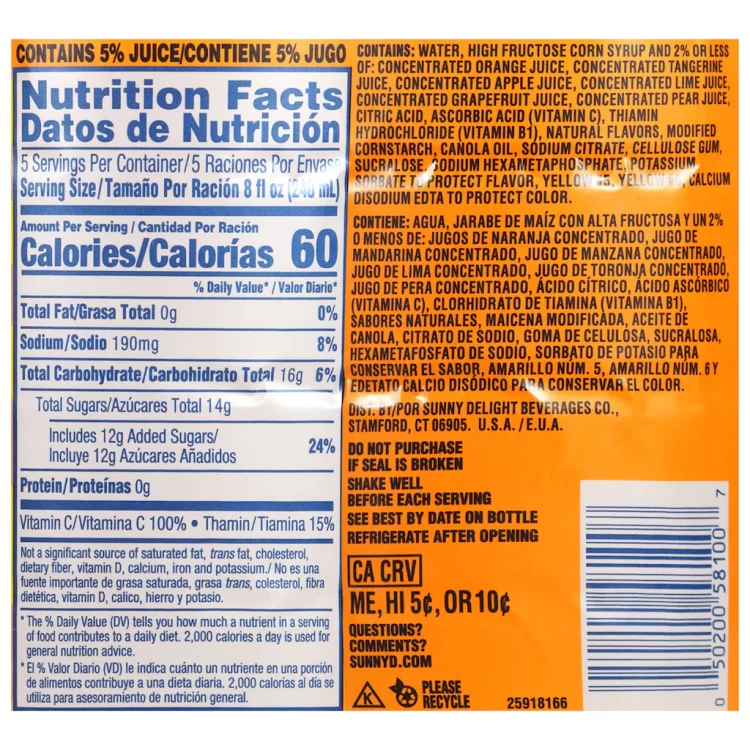 CONTAINS 5% JUICE/CONTIENE 5% JUGO
Nutrition Facts
Datos de Nutrición
5 Servings Per Container/5 Raciones Por Envase
Serving Size/Tamaño Por Ración 8 fl oz (240 mL)
Amount Per Serving / Cantidad Por Ración
Calories/Calorías 60
% Daily Value* / Valor Diario*
Total Fat/Grasa Total 0g 0%
Sodium/Sodio 190mg 8%
Total Carbohydrate/Carbohidrato Total 16g 6%
Total Sugars/Azúcares Total 14g
Includes 12g Added Sugars/
Incluye 12g Azúcares Añadidos 24%
Protein/Proteínas 0g
Vitamin C/Vitamina C 100% • Thamin/Tiamina 15%
Not a significant source of saturated fat, trans fat, cholesterol,
dietary fiber, vitamin D, calcium, iron and potassium./ No es una
fuente importante de grasa saturada, grasa trans, colesterol, fibra
dietética, vitamin D, calico, hierro y potasio.
* The % Daily Value (DV) tells you how much a nutrient in a serving
of food contributes to a daily diet. 2,000 calories a day is used for
general nutrition advice.
* El % Valor Diario (VD) le indica cuánto un nutriente en una porción
de alimentos contribuye a una dieta diaria. 2,000 calorías al día se
utiliza para asesoramiento de nutrición general.
CONTAINS: WATER, HIGH FRUCTOSE CORN SYRUP AND 2% OR LESS
OF: CONCENTRATED ORANGE JUICE, CONCENTRATED TANGERINE
JUICE, CONCENTRATED APPLE JUICE, CONCENTRATED LIME JUICE,
CONCENTRATED GRAPEFRUIT JUICE, CONCENTRATED PEAR JUICE,
CITRIC ACID, ASCORBIC ACID (VITAMIN C), THIAMIN
HYDROCHLORIDE (VITAMIN B1), NATURAL FLAVORS, MODIFIED
CORNSTARCH, CANOLA OIL, SODIUM CITRATE, CELLULOSE GUM,
SUCRALOSE, SODIUM HEXAMETAPHOSPHATE, POTASSIUM
SORBATE TO PROTECT FLAVOR, YELLOW #5, YELLOW #6, CALCIUM
DISODIUM EDTA TO PROTECT COLOR.
CONTIENE: AGUA, JARABE DE MAÍZ CON ALTA FRUCTOSA Y UN 2%
O MENOS DE: JUGOS DE NARANJA CONCENTRADO, JUGO DE
MANDARINA CONCENTRADO, JUGO DE MANZANA CONCENTRADO,
JUGO DE LIMA CONCENTRADO, JUGO DE TORONJA CONCENTRADO,
JUGO DE PERA CONCENTRADO, ÁCIDO CÍTRICO, ÁCIDO ASCÓRBICO
(VITAMINA C), CLORHIDRATO DE TIAMINA (VITAMINA B1),
SABORES NATURALES, MAICENA MODIFICADA, ACEITE DE
CANOLA, CITRATO DE SODIO, GOMA DE CELULOSA, SUCRALOSA,
HEXAMETAFOSFATO DE SODIO, SORBATO DE POTASIO PARA
CONSERVAR EL SABOR, AMARILLO NÚM. 5, AMARILLO NÚM. 6 Y
EDETATO CALCIO DISÓDICO PARA CONSERVAR EL COLOR.
DIST. BY/POR SUNNY DELIGHT BEVERAGES CO.,
STAMFORD, CT 06905. U.S.A. / E.U.A.
DO NOT PURCHASE
IF SEAL IS BROKEN
SHAKE WELL
BEFORE EACH SERVING
SEE BEST BY DATE ON BOTTLE
REFRIGERATE AFTER OPENING
CA CRV
ME, HI 5¢, OR 10¢
QUESTIONS?
COMMENTS?
SUNNYD.COM
K
PLEASE
RECYCLE
25918166
0 50200 58100 7